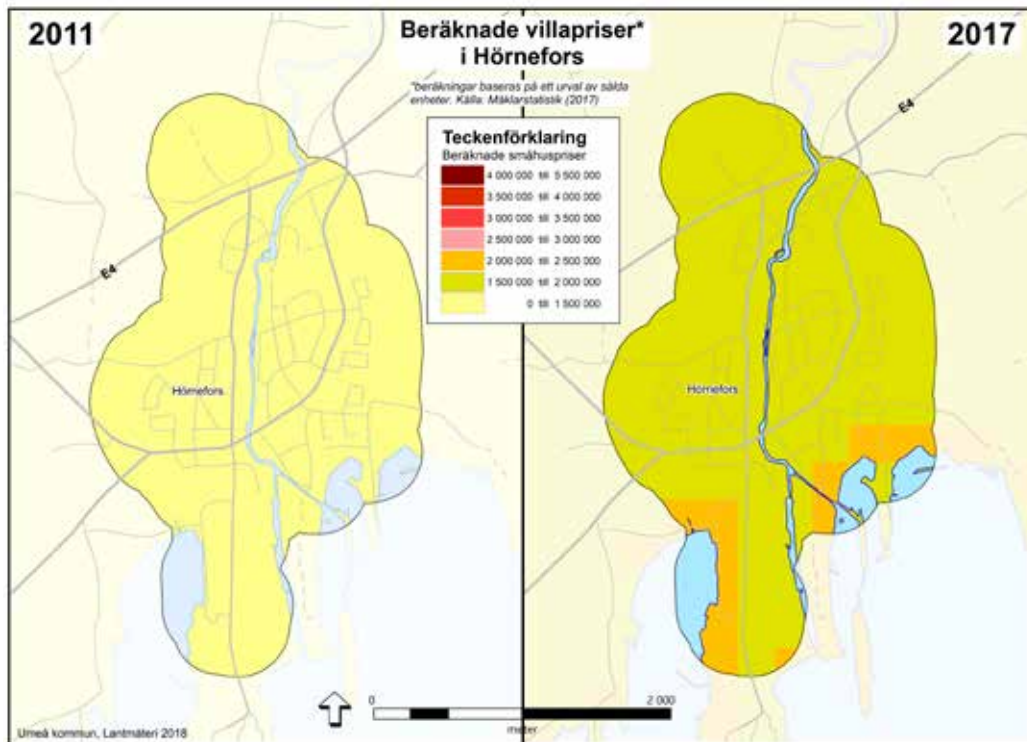 2011
Beräknade villapriser*
i Hörnefors
2017
*beräkningar baseras på ett urval av sålda
enheter. Källa: Mäklarstatistik (2017)
E4
Teckenförklaring
Beräknade småhuspriser
4 000 000 till 5 500 000
3 500 000 till 4 000 000
3 000 000 till 3 500 000
2 500 000 till 3 000 000
2 000 000 till 2 500 000
1 500 000 till 2 000 000
0 till 1 500 000
E4
Hörnefors
Hörnefors
0
2 000
meter
Umeå kommun, Lantmäteri 2018